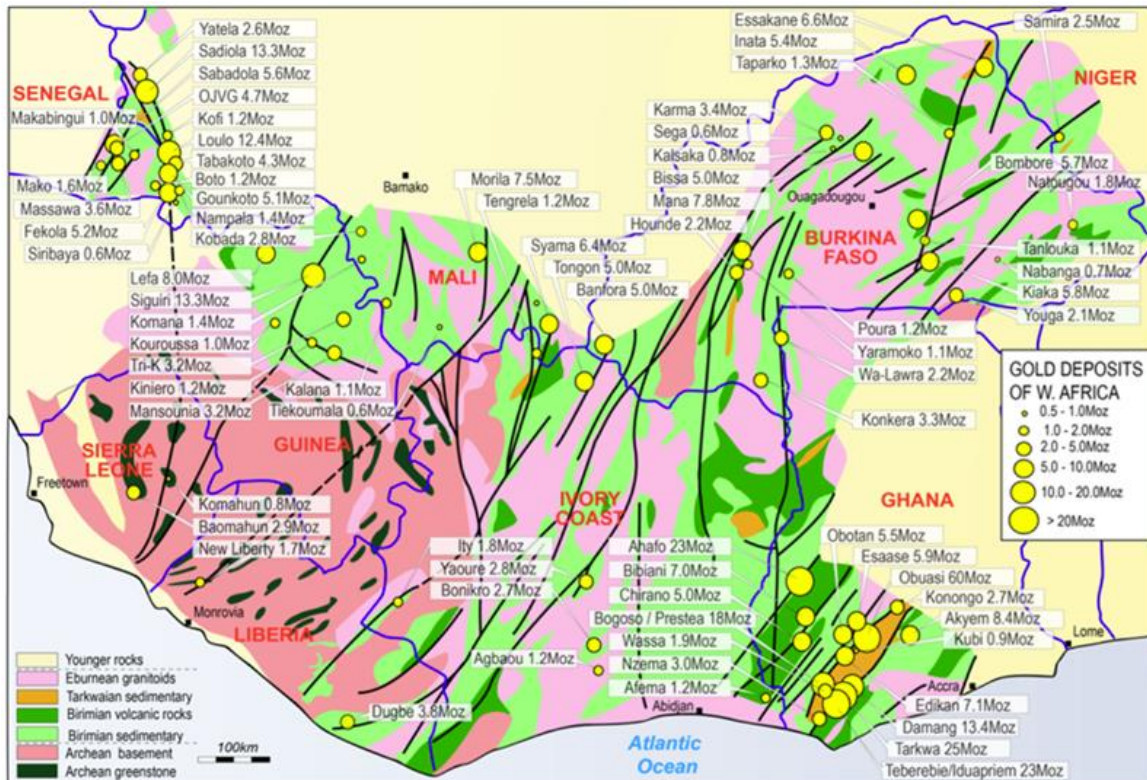 Yatela 2.6Moz
Sadiola 13.3Moz
Sabadola 5.6Moz
SENEGAL
OJVG 4.7Moz
Makabingui 1.0Moz
Kofi 1.2Moz
Loulo 12.4Moz
Tabakoto 4.3Moz
Mako 1.6Moz
Boto 1.2Moz
Massawa 3.6Moz
Gounkoto 5.1Moz
Fekola 5.2Moz
Nampala 1.4Moz
Siribaya 0.6Moz
Kobada 2.8Moz
Bamako
Morila 7.5Moz
Tengrela 1.2Moz
Syama 6.4Moz
Tongon 5.0Moz
Banfora 5.0Moz
MALI
Lefa 8.0Moz
Siguiri 13.3Moz
Komana 1.4Moz
Kouroussa 1.0Moz
Tri-K 3.2Moz
Kiniero 1.2Moz
Mansounia 3.2Moz
Kalana 1.1Moz
Tiekoumala 0.6Moz
Essakane 6.6Moz
Inata 5.4Moz
Taparko 1.3Moz
Samira 2.5Moz
NIGER
Karma 3.4Moz
Sega 0.6Moz
Kalsaka 0.8Moz
Bissa 5.0Moz
Mana 7.8Moz
Hounde 2.2Moz
Ouagadougou
Bombore 5.7Moz
Natougou 1.8Moz
BURKINA
FASO
Tanlouka 1.1Moz
Nabanga 0.7Moz
Kiaka 5.8Moz
Youga 2.1Moz
Poura 1.2Moz
Yaramoko 1.1Moz
Wa-Lawra 2.2Moz
Konkera 3.3Moz
GOLD DEPOSITS
OF W. AFRICA
0.5 - 1.0Moz
1.0 - 2.0Moz
2.0 - 5.0Moz
5.0 - 10.0Moz
10.0 - 20.0Moz
> 20Moz
SIERRA
LEONE
Freetown
GUINEA
Komahun 0.8Moz
Baomahun 2.9Moz
New Liberty 1.7Moz
Monrovia
LIBERIA
IVORY
COAST
GHANA
Ity 1.8Moz
Yaoure 2.8Moz
Bonikro 2.7Moz
Agbaou 1.2Moz
Dugbe 3.8Moz
Ahafo 23Moz
Bibiani 7.0Moz
Chirano 5.0Moz
Bogoso / Prestea 18Moz
Wassa 1.9Moz
Nzema 3.0Moz
Afema 1.2Moz
Abidjan
Obotan 5.5Moz
Esaase 5.9Moz
Obuasi 60Moz
Konongo 2.7Moz
Akyem 8.4Moz
Kubi 0.9Moz
Lome
Accra
Edikan 7.1Moz
Damang 13.4Moz
Tarkwa 25Moz
Teberebie/Iduapriem 23Moz
Atlantic
Ocean
Younger rocks
Eburnean granitoids
Tarkwaian sedimentary
Birimian volcanic rocks
Birimian sedimentary
Archean basement
Archean greenstone
100km